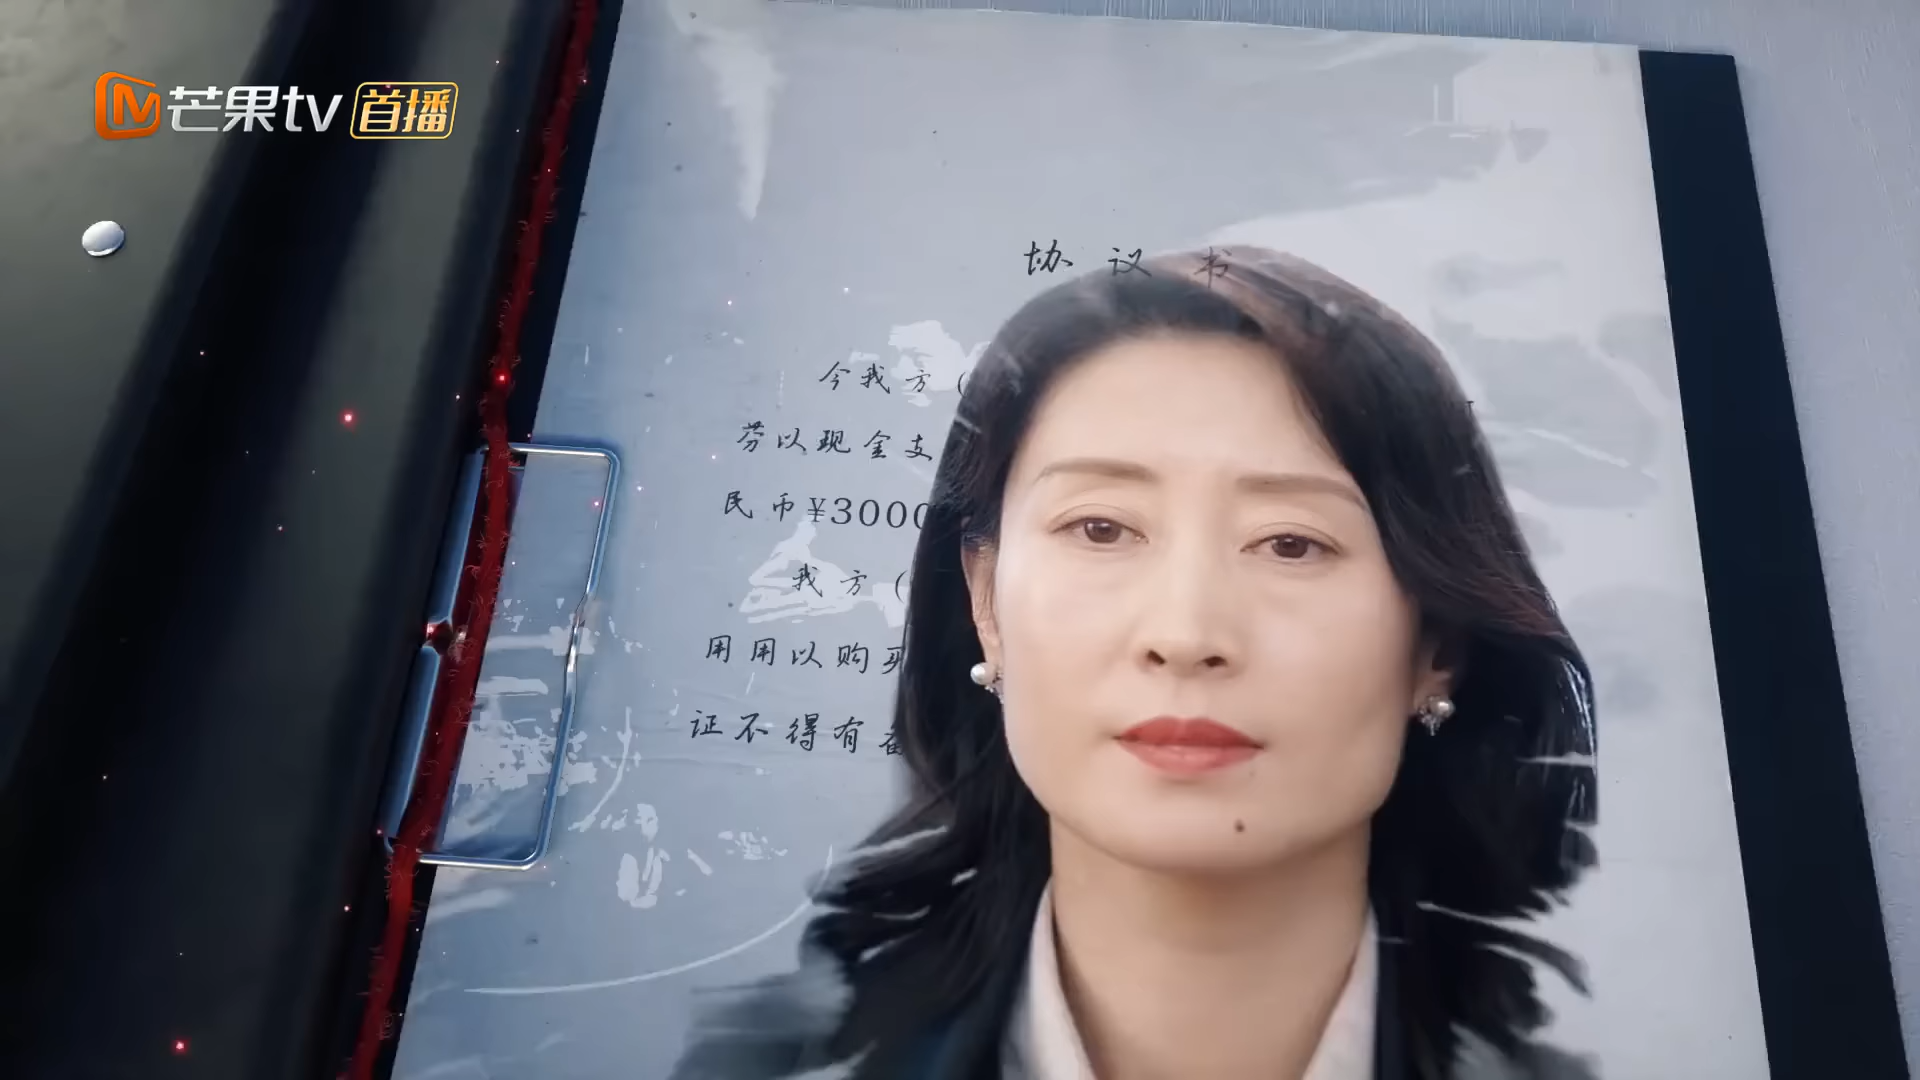 芒果tv 首播
协议书
今我方(
芬以现金支
民币¥3000
我方(
用用以购买
证不得有